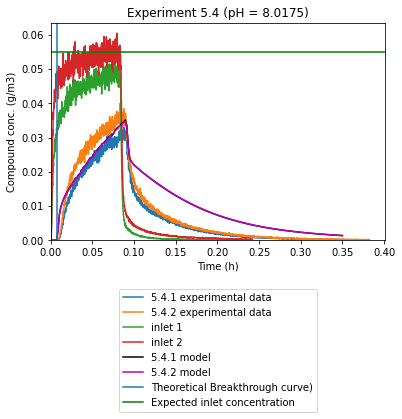 Experiment 5.4 (pH = 8.0175)
0.06
0.05
0.04
0.03
0.02
0.01
0.00
Compound conc. (g/m3)
0.00 0.05 0.10 0.15 0.20 0.25 0.30 0.35 0.40
Time (h)
5.4.1 experimental data
5.4.2 experimental data
inlet 1
inlet 2
5.4.1 model
5.4.2 model
Theoretical Breakthrough curve)
Expected inlet concentration